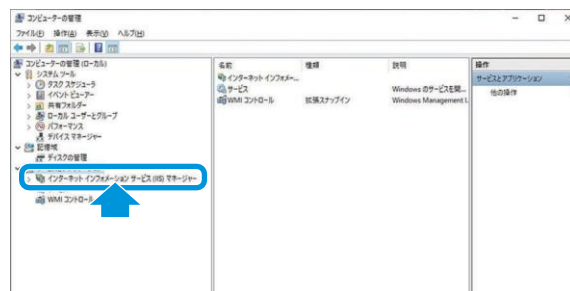 コンピューターの管理
ファイル(F) 操作(A) 表示(V) ヘルプ(H)
コンピューターの管理 (ローカル)
システム ツール
タスク スケジューラ
イベント ビューアー
共有フォルダー
ローカル ユーザーとグループ
パフォーマンス
デバイス マネージャー
記憶域
ディスクの管理
インターネット インフォメーション サービス (IIS) マネージャー
WMI コントロール
名前 種類 説明
インターネット インフォメー...
サービス Windows のサービスを開...
WMI コントロール 拡張スナップイン Windows Management I
操作
サービスとアプリケーション
他の操作